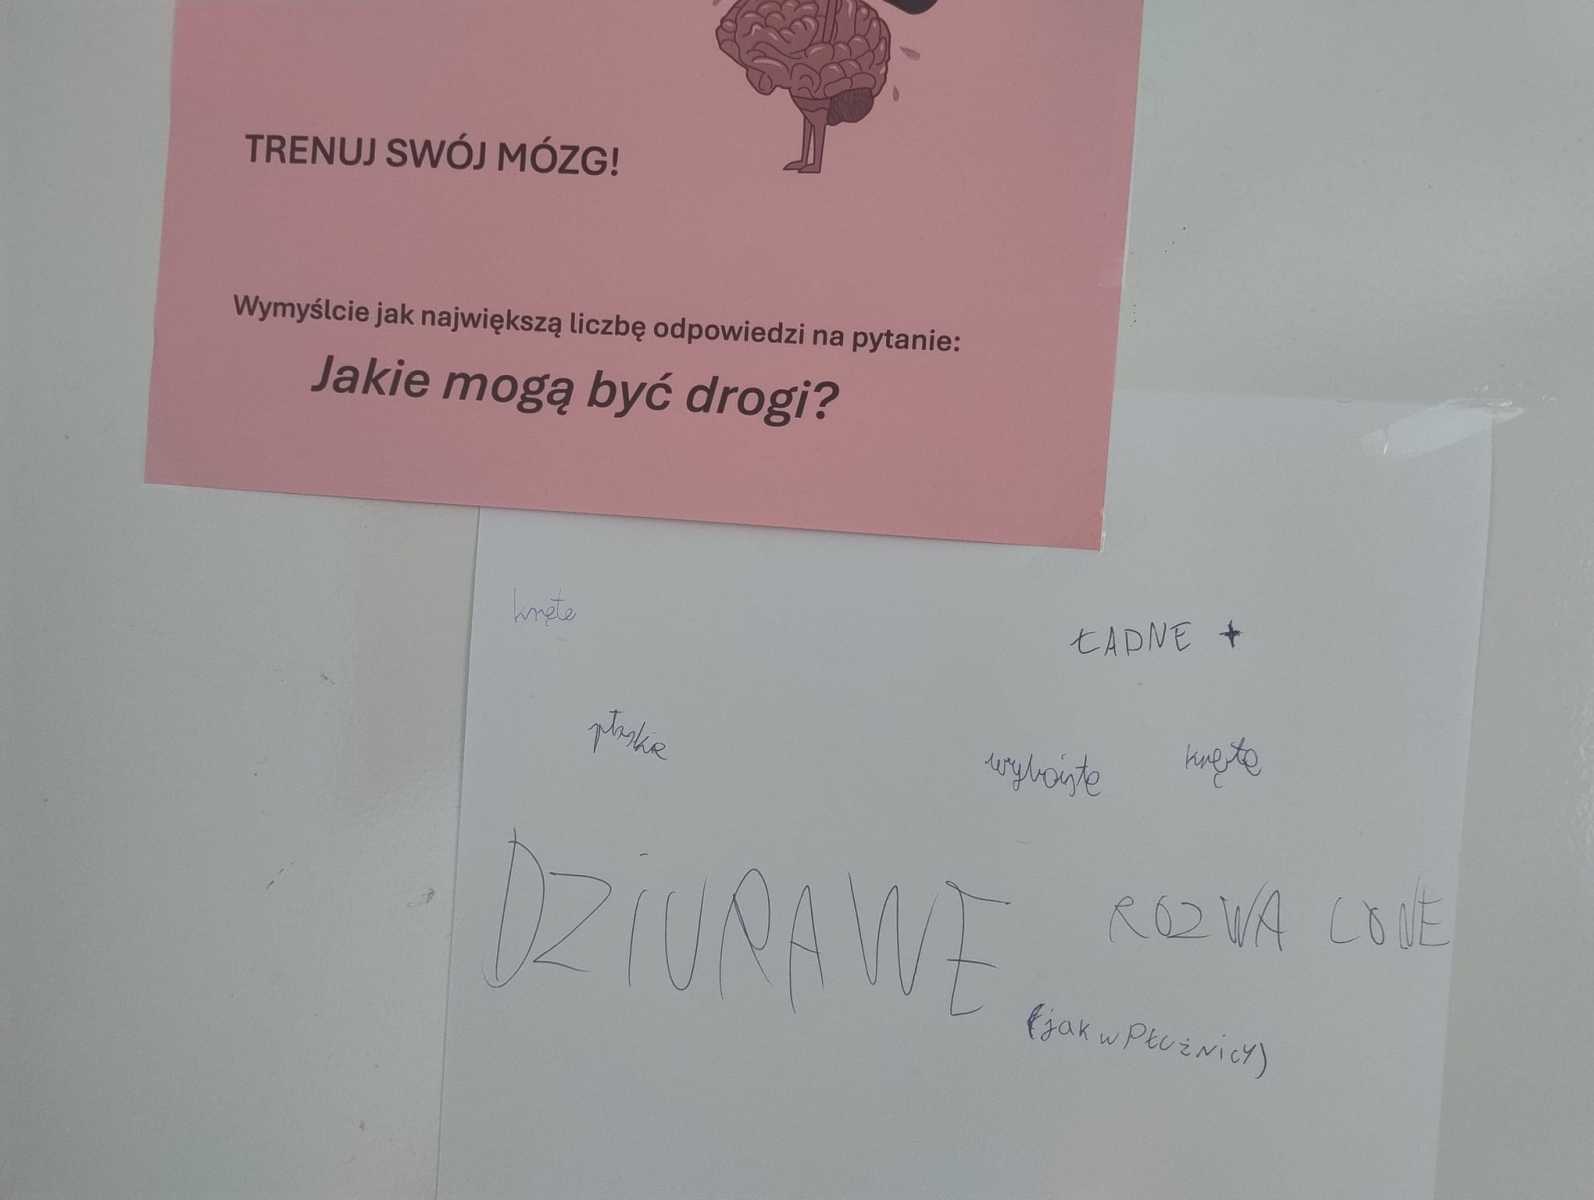 TRENUJ SWÓJ MÓZG!
Wymyślcie jak największą liczbę odpowiedzi na pytanie:
Jakie mogą być drogi?
kręte
ŁADNE +
płaskie
wyboiste
kręte
DZIURAWE
ROZWALONE
(jak w Płużnicy)